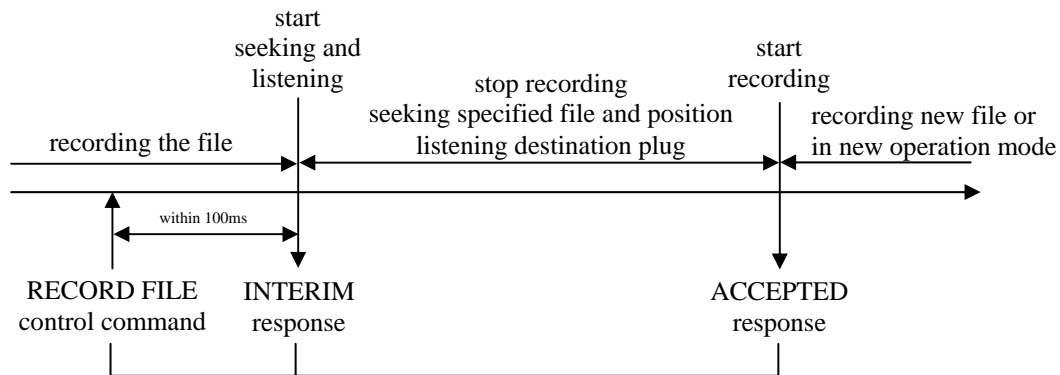 start
seeking and
listening
start
recording
stop recording
seeking specified file and position
listening destination plug
recording the file
recording new file or
in new operation mode
within 100ms
RECORD FILE
control command
INTERIM
response
ACCEPTED
response